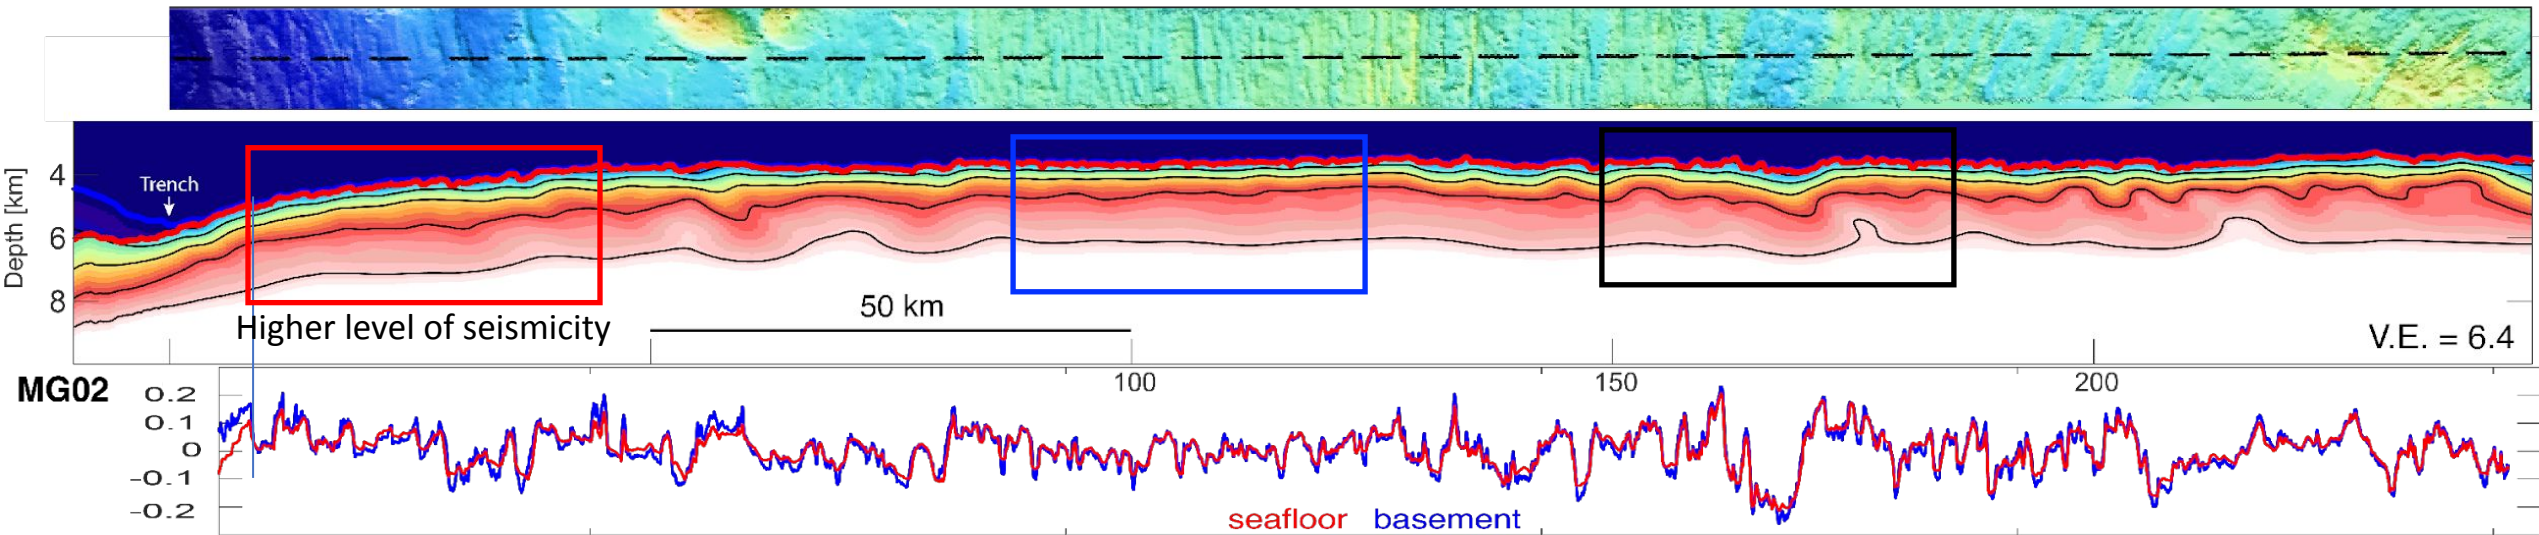 Depth [km]
4
6
8
Trench
Higher level of seismicity
50 km
V.E. = 6.4
MG02
100
150
200
0.2
0.1
0
-0.1
-0.2
seafloor basement